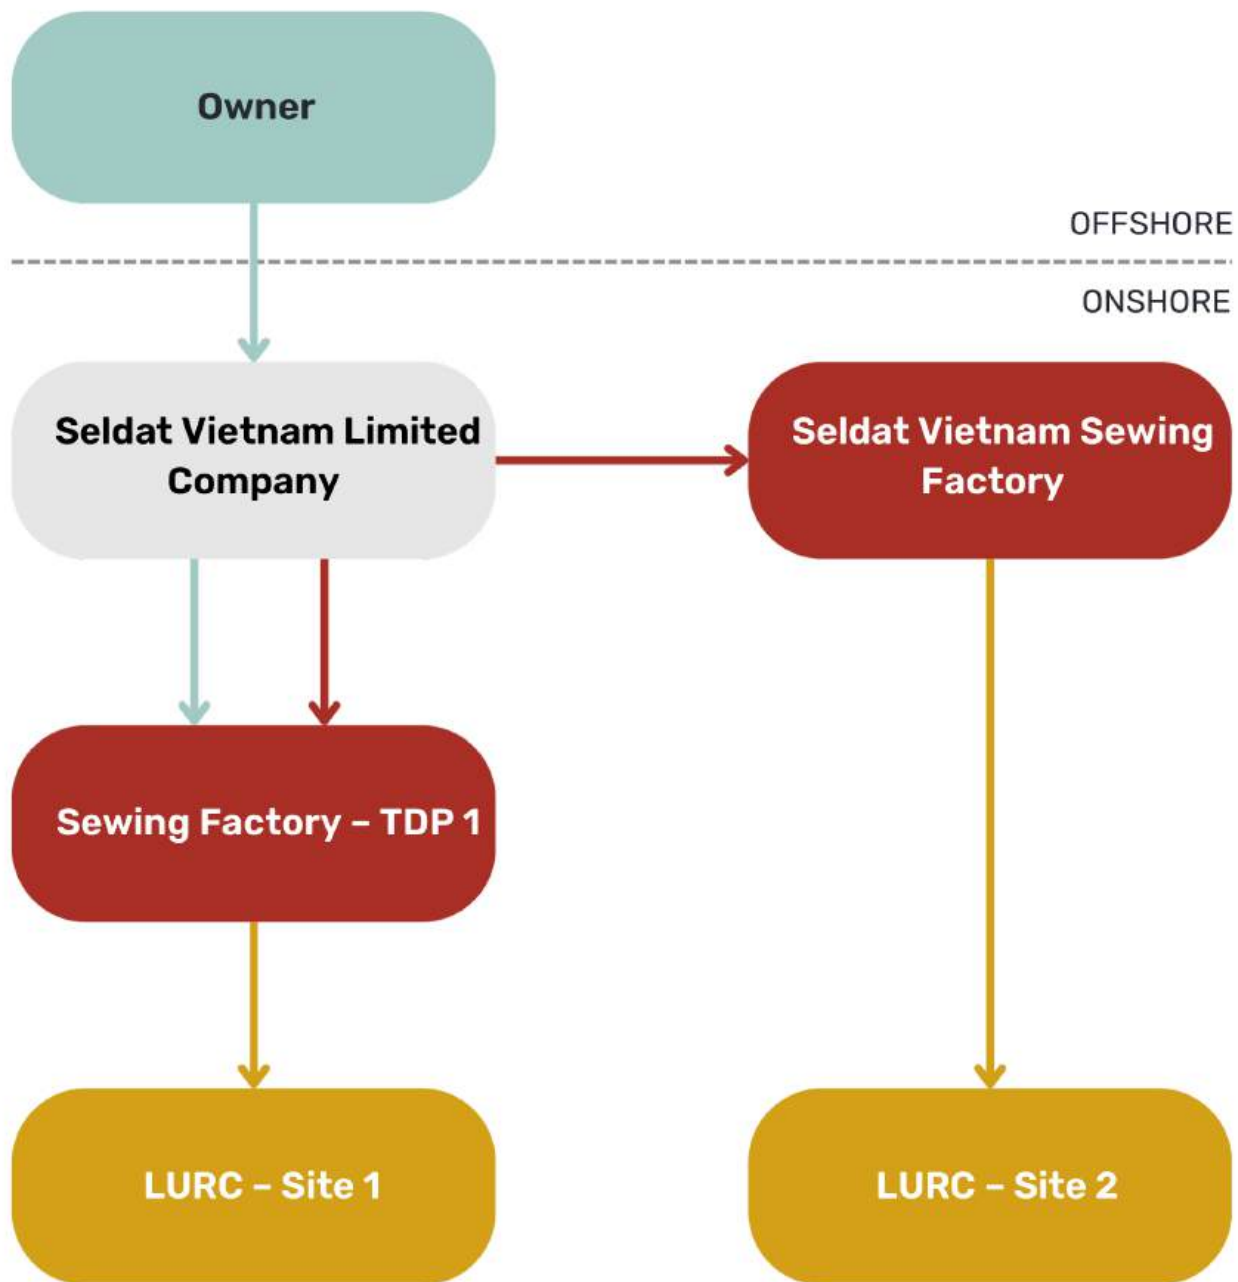 Owner
OFFSHORE
ONSHORE
Seldat Vietnam Limited
Company
Seldat Vietnam Sewing
Factory
Sewing Factory – TDP 1
LURC – Site 1
LURC – Site 2